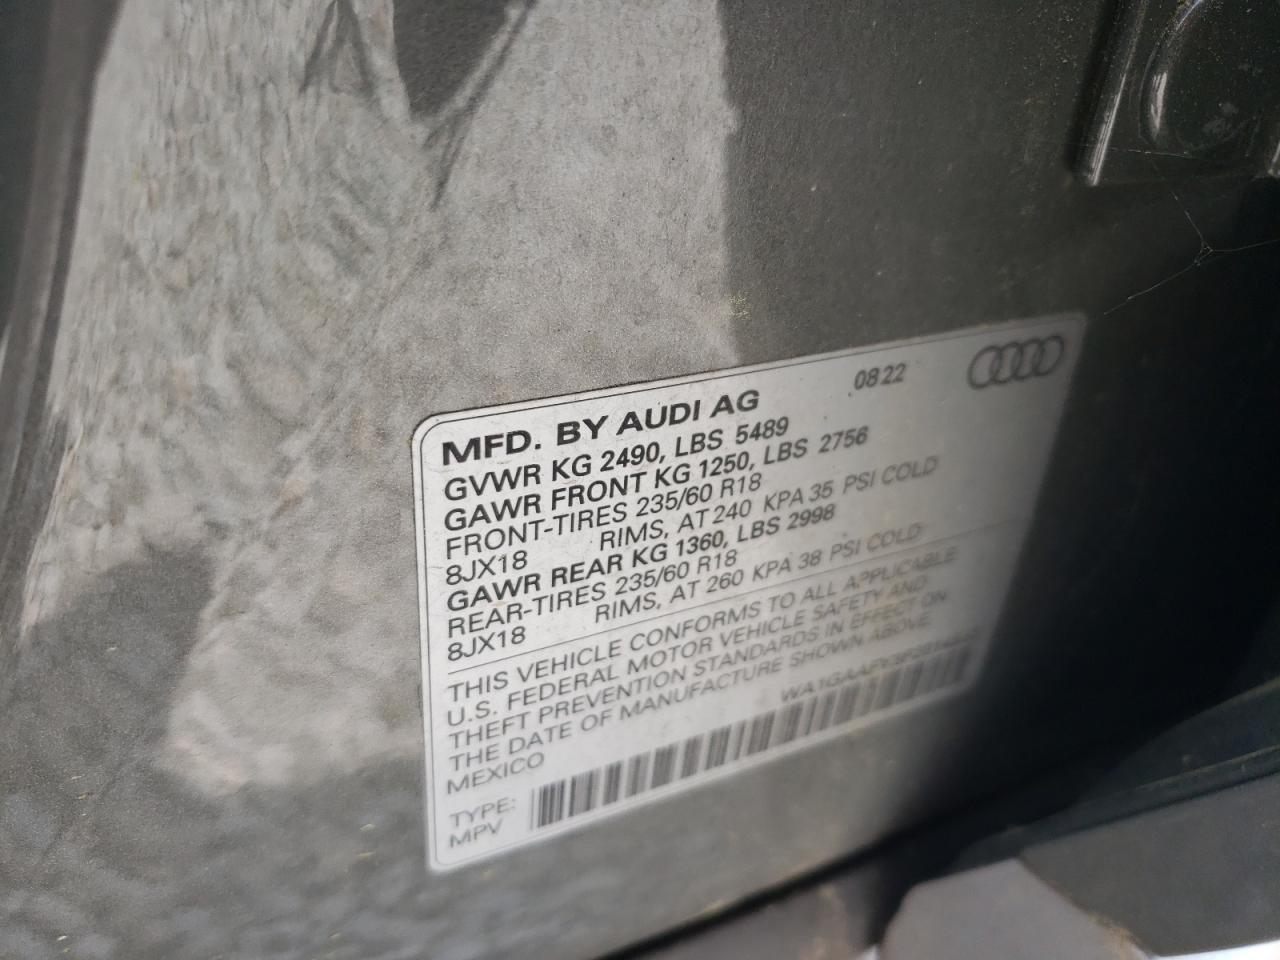 MFD. BY AUDI AG 08 22
GVWR KG 2490, LBS 5489
GAWR FRONT KG 1250, LBS 2756
FRONT-TIRES 235/60 R18
8JX18 RIMS, AT 240 KPA 35 PSI COLD
GAWR REAR KG 1360, LBS 2998
REAR-TIRES 235/60 R18
8JX18 RIMS, AT 260 KPA 38 PSI COLD
THIS VEHICLE CONFORMS TO ALL APPLICABLE
U.S. FEDERAL MOTOR VEHICLE SAFETY AND
THEFT PREVENTION STANDARDS IN EFFECT ON
THE DATE OF MANUFACTURE SHOWN ABOVE.
MEXICO
TYPE:
MPV